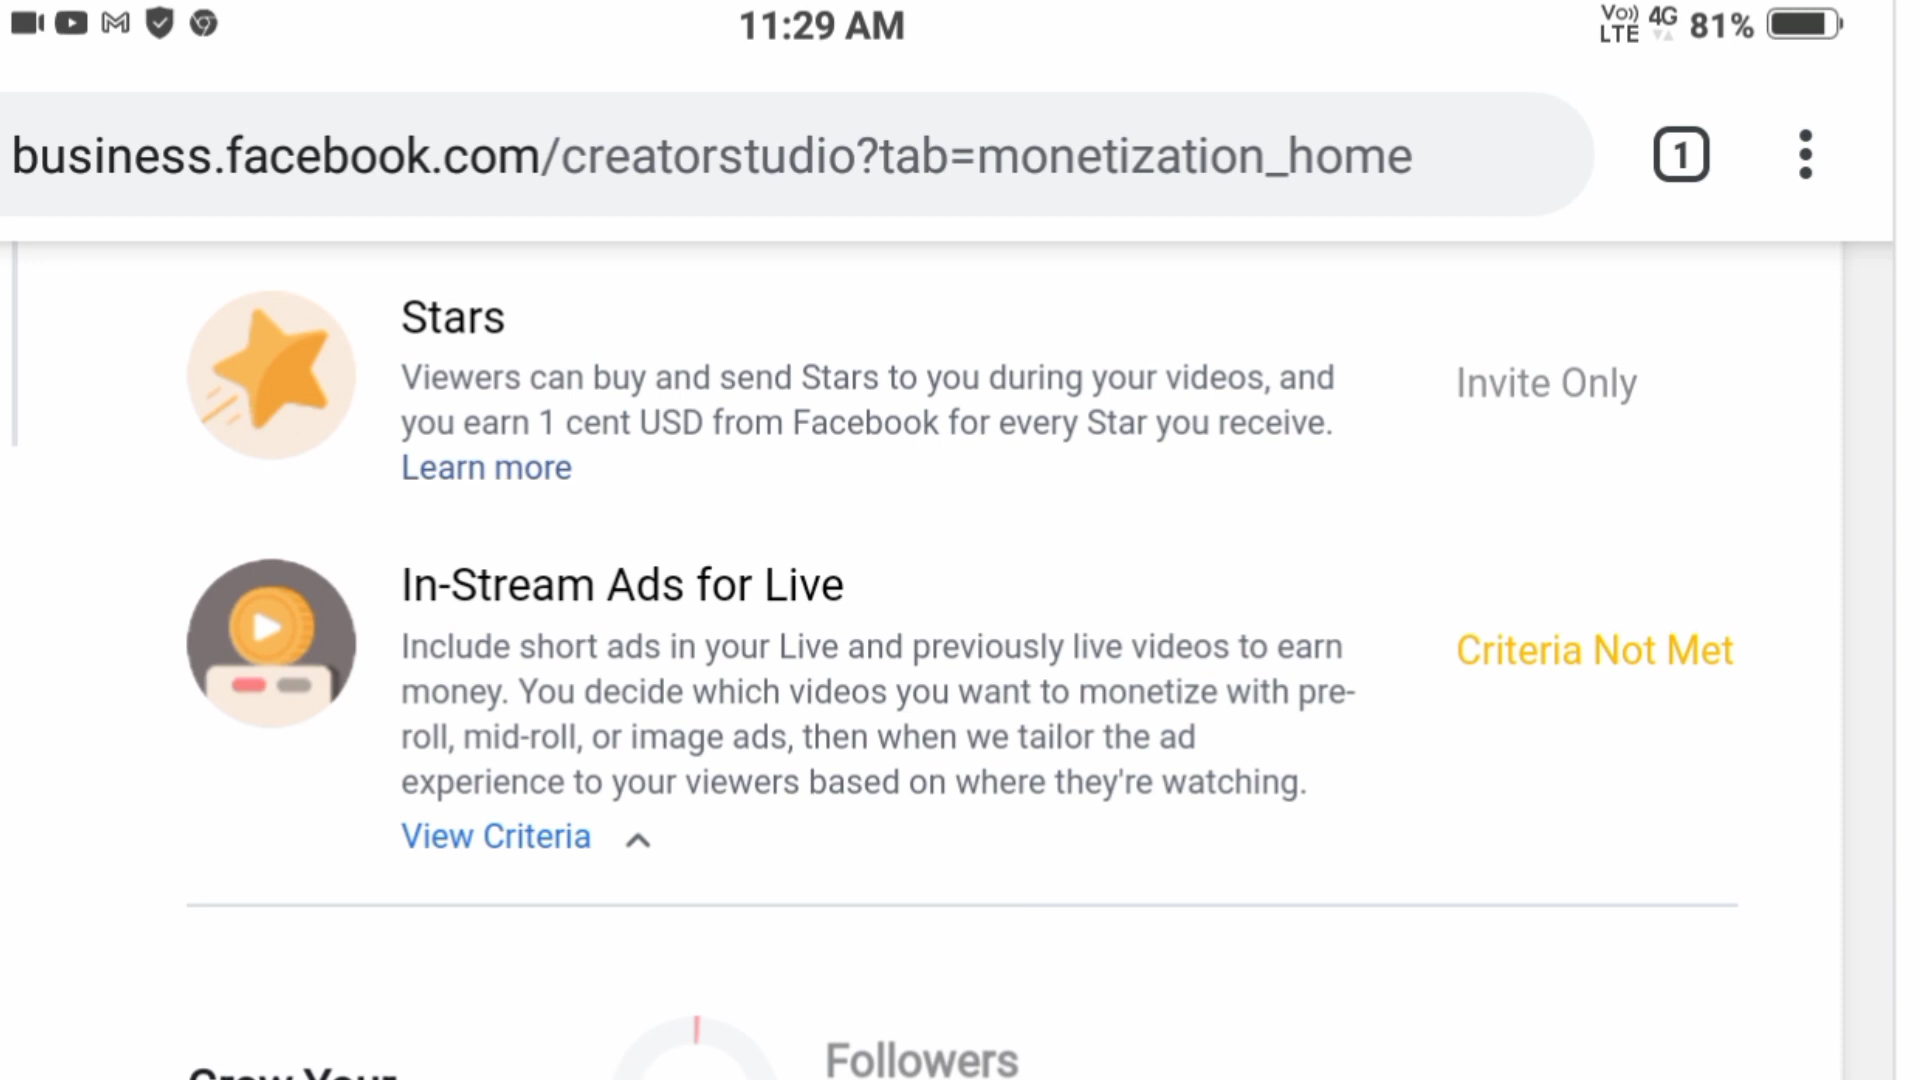 11:29 AM
Vo)) LTE 4G 81%
business.facebook.com/creatorstudio?tab=monetization_home
1
Stars
Viewers can buy and send Stars to you during your videos, and
you earn 1 cent USD from Facebook for every Star you receive.
Learn more
Invite Only
In-Stream Ads for Live
Include short ads in your Live and previously live videos to earn
money. You decide which videos you want to monetize with pre-
roll, mid-roll, or image ads, then when we tailor the ad
experience to your viewers based on where they're watching.
Criteria Not Met
View Criteria
Grow Your
Followers